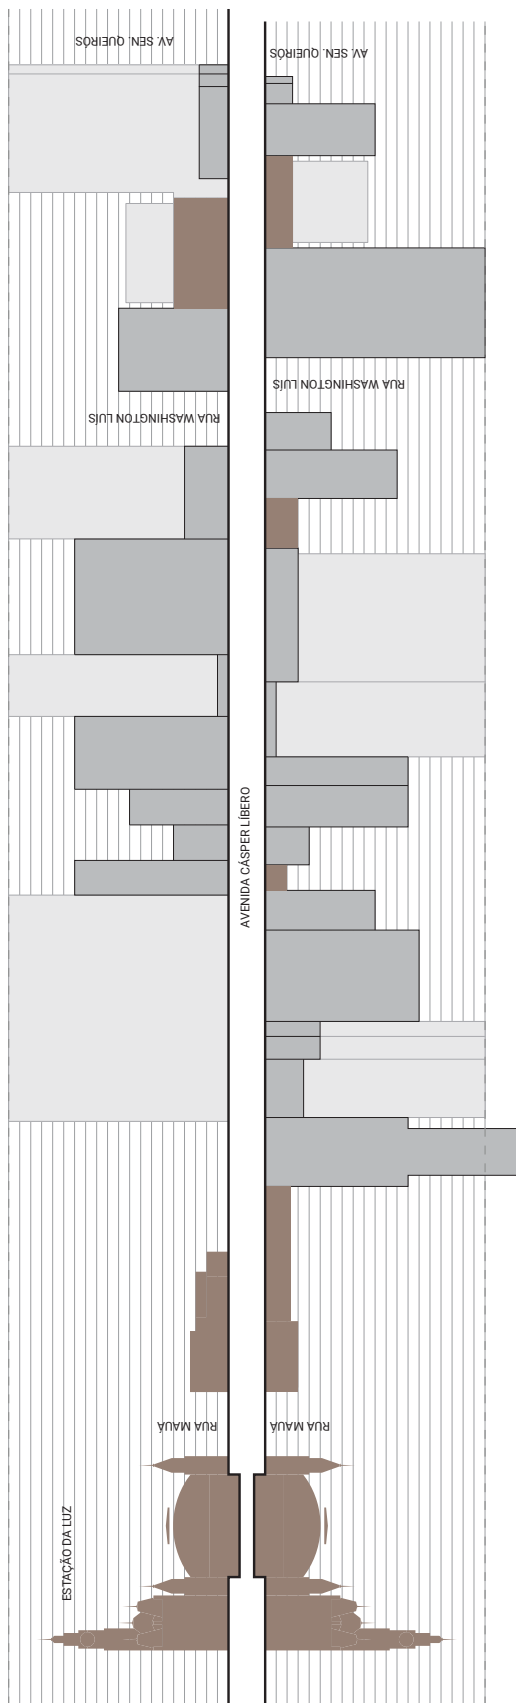 AV. SEN. QUEIRÓS
AV. SEN. QUEIRÓS
RUA WASHINGTON LUÍS
RUA WASHINGTON LUÍS
AVENIDA CÁSPER LÍBERO
RUA MAUÁ
RUA MAUÁ
ESTAÇÃO DA LUZ